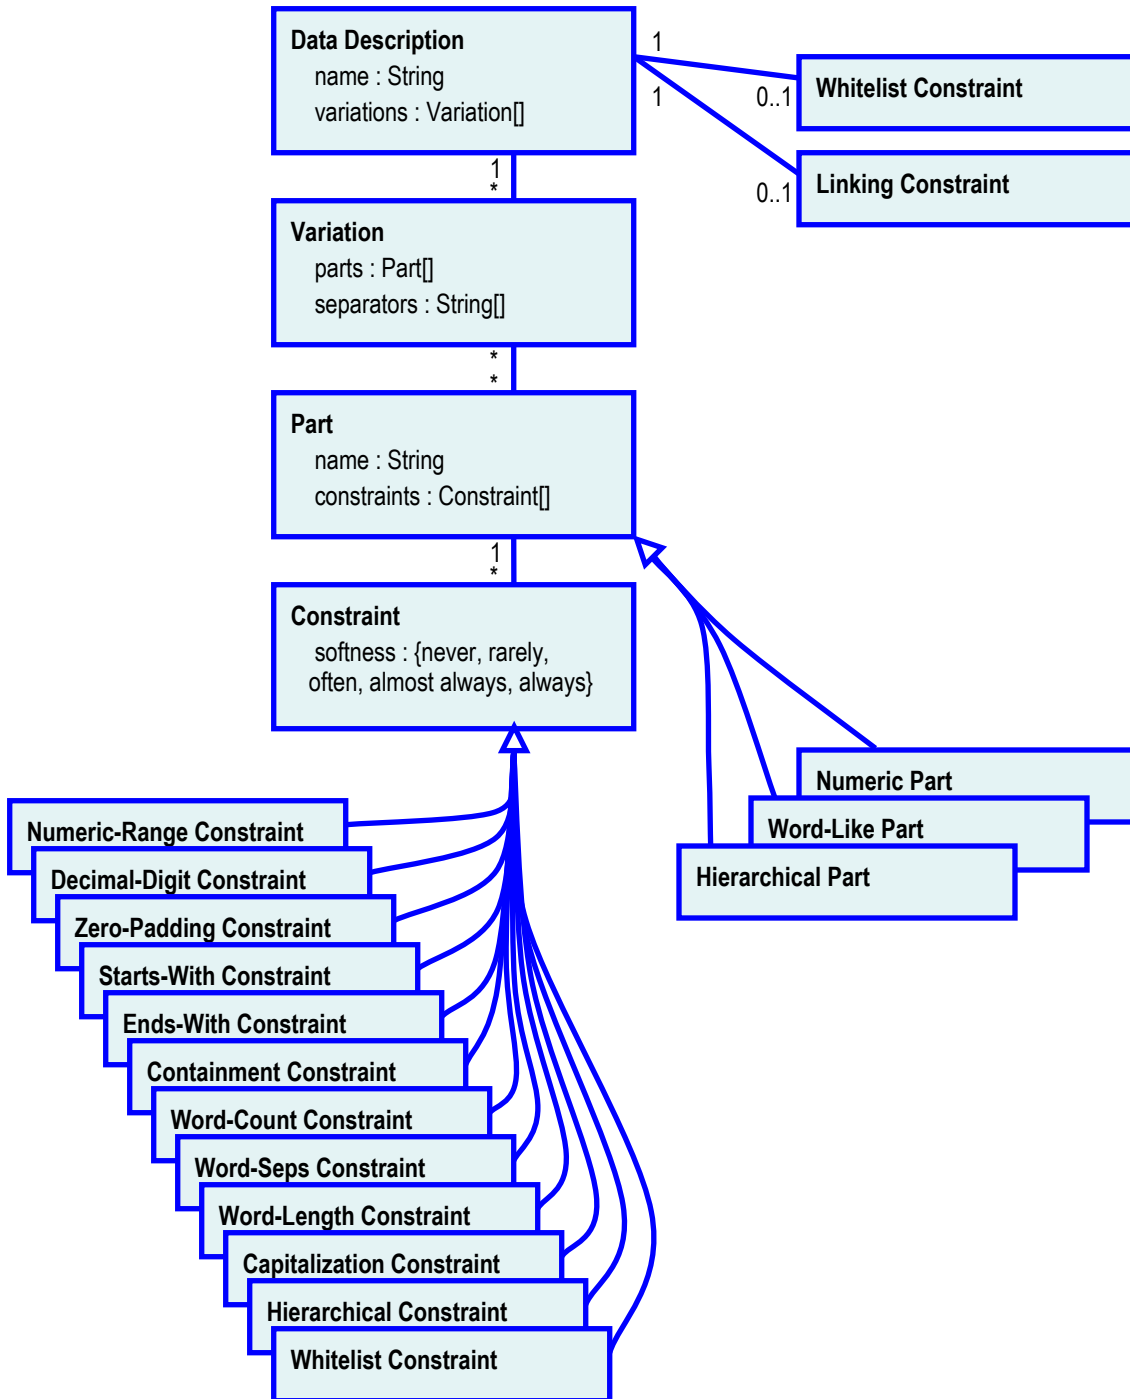 Data Description
name : String
variations : Variation[]
1
1
0..1
Whitelist Constraint
0..1
Linking Constraint
1
*
Variation
parts : Part[]
separators : String[]
*
*
Part
name : String
constraints : Constraint[]
1
*
Constraint
softness : {never, rarely,
often, almost always, always}
Numeric Part
Word-Like Part
Hierarchical Part
Numeric-Range Constraint
Decimal-Digit Constraint
Zero-Padding Constraint
Starts-With Constraint
Ends-With Constraint
Containment Constraint
Word-Count Constraint
Word-Seps Constraint
Word-Length Constraint
Capitalization Constraint
Hierarchical Constraint
Whitelist Constraint